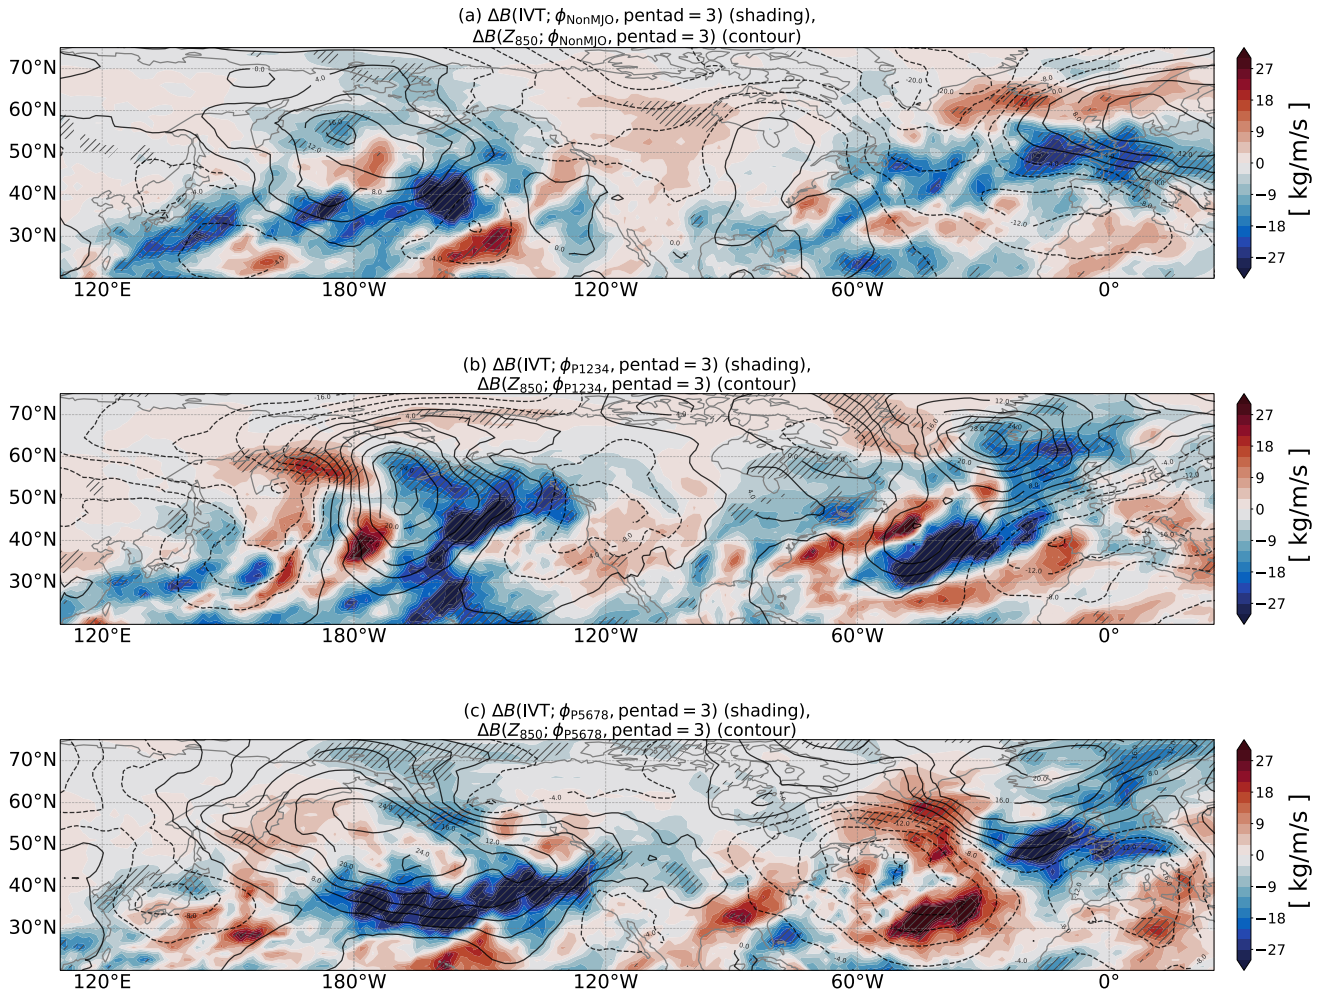 (a) ΔB(IVT; ϕNonMJO, pentad = 3) (shading),
ΔB(Z850; ϕNonMJO, pentad = 3) (contour)
70°N
60°N
50°N
40°N
30°N
120°E 180°W 120°W 60°W 0°
27
18
9
0
−9
−18
−27
[ kg/m/s ]
(b) ΔB(IVT; ϕP1234, pentad = 3) (shading),
ΔB(Z850; ϕP1234, pentad = 3) (contour)
70°N
60°N
50°N
40°N
30°N
120°E 180°W 120°W 60°W 0°
27
18
9
0
−9
−18
−27
[ kg/m/s ]
(c) ΔB(IVT; ϕP5678, pentad = 3) (shading),
ΔB(Z850; ϕP5678, pentad = 3) (contour)
70°N
60°N
50°N
40°N
30°N
120°E 180°W 120°W 60°W 0°
27
18
9
0
−9
−18
−27
[ kg/m/s ]